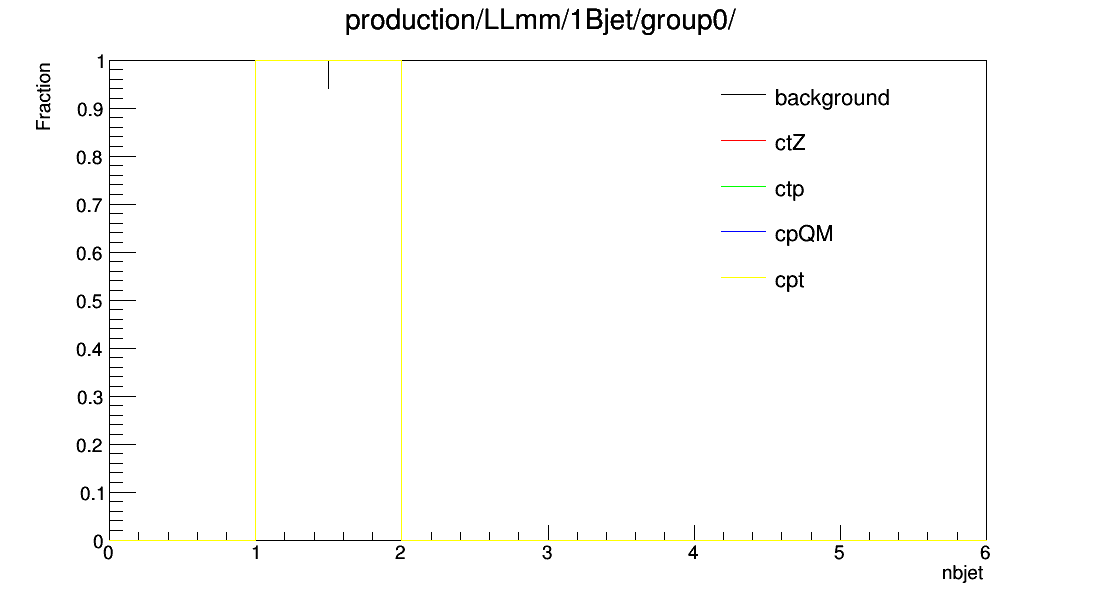 production/LLmm/1Bjet/group0/
Fraction
1
0.9
0.8
0.7
0.6
0.5
0.4
0.3
0.2
0.1
0
background
ctZ
ctp
cpQM
cpt
0 1 2 3 4 5 6
nbjet